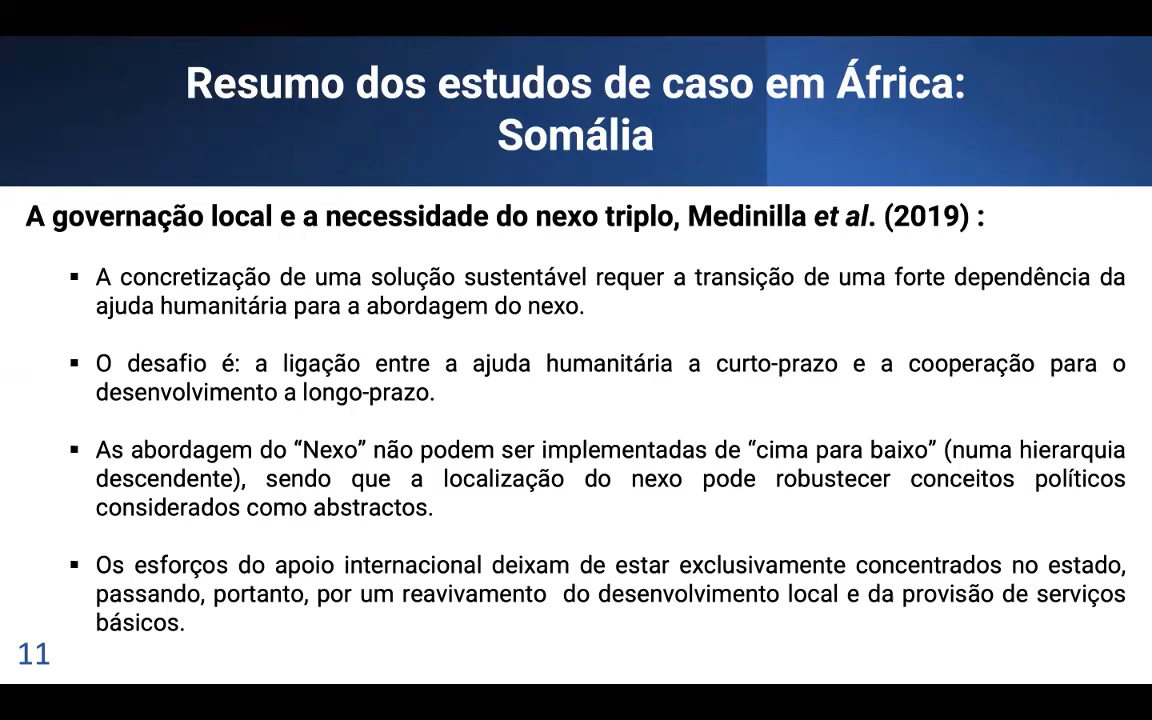 Resumo dos estudos de caso em África:
Somália
A governação local e a necessidade do nexo triplo, Medinilla et al. (2019) :
▪ A concretização de uma solução sustentável requer a transição de uma forte dependência da
ajuda humanitária para a abordagem do nexo.
▪ O desafio é: a ligação entre a ajuda humanitária a curto-prazo e a cooperação para o
desenvolvimento a longo-prazo.
▪ As abordagem do “Nexo” não podem ser implementadas de “cima para baixo” (numa hierarquia
descendente), sendo que a localização do nexo pode robustecer conceitos políticos
considerados como abstractos.
▪ Os esforços do apoio internacional deixam de estar exclusivamente concentrados no estado,
passando, portanto, por um reavivamento do desenvolvimento local e da provisão de serviços
básicos.
11